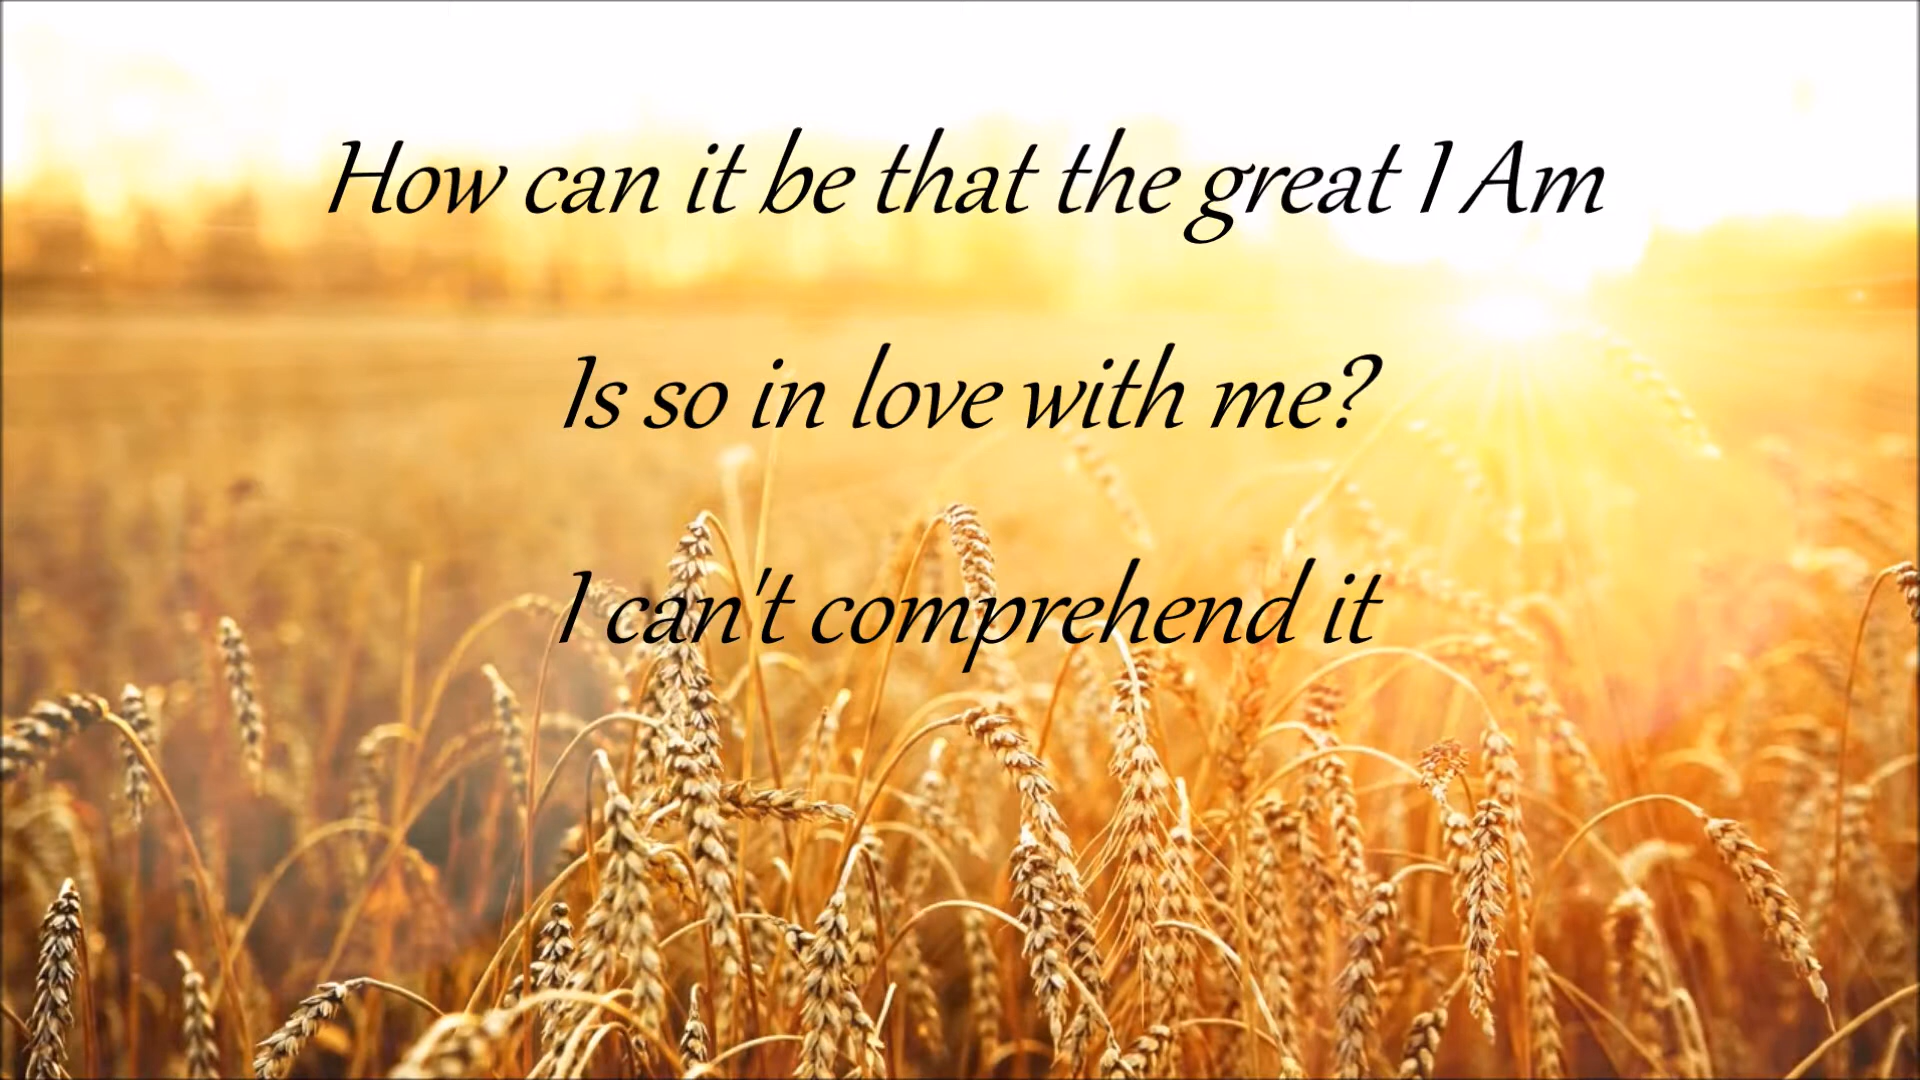 How can it be that the great I Am
Is so in love with me?
I can't comprehend it